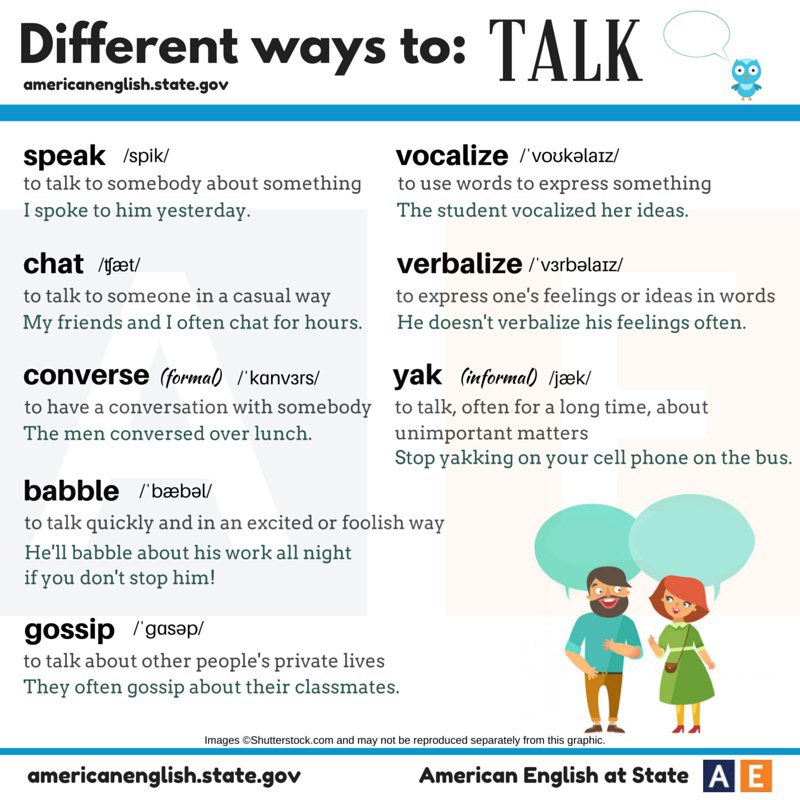 Different ways to: TALK
americanenglish.state.gov
speak /spik/
to talk to somebody about something
I spoke to him yesterday.
chat /ʧæt/
to talk to someone in a casual way
My friends and I often chat for hours.
converse (formal) /ˈkɑnvɜrs/
to have a conversation with somebody
The men conversed over lunch.
babble /ˈbæbəl/
to talk quickly and in an excited or foolish way
He'll babble about his work all night
if you don't stop him!
gossip /ˈɡɑsəp/
to talk about other people's private lives
They often gossip about their classmates.
vocalize /ˈvoʊkəlaɪz/
to use words to express something
The student vocalized her ideas.
verbalize /ˈvɜrbəlaɪz/
to express one's feelings or ideas in words
He doesn't verbalize his feelings often.
yak (informal) /jæk/
to talk, often for a long time, about
unimportant matters
Stop yakking on your cell phone on the bus.
Images ©Shutterstock.com and may not be reproduced separately from this graphic.
americanenglish.state.gov
American English at State A E